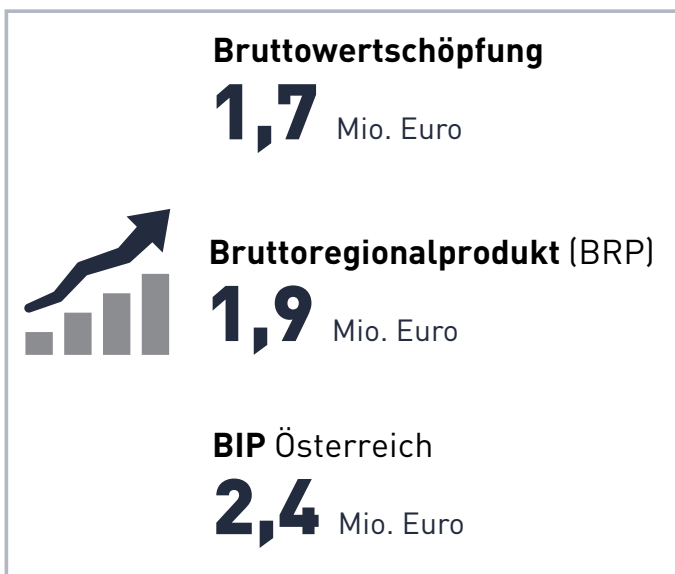 Bruttowertschöpfung
1,7 Mio. Euro
Bruttoregionalprodukt (BRP)
1,9 Mio. Euro
BIP Österreich
2,4 Mio. Euro